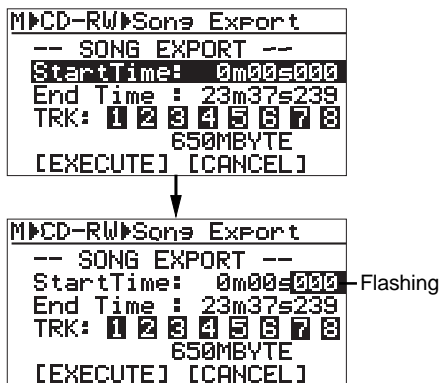 M▶CD-RW▶Song Export
-- SONG EXPORT --
StartTime: 0m00s000
End Time : 23m37s239
TRK: 1 2 3 4 5 6 7 8
650MBYTE
[EXECUTE] [CANCEL]
M▶CD-RW▶Song Export
-- SONG EXPORT --
StartTime: 0m00s000 Flashing
End Time : 23m37s239
TRK: 1 2 3 4 5 6 7 8
650MBYTE
[EXECUTE] [CANCEL]